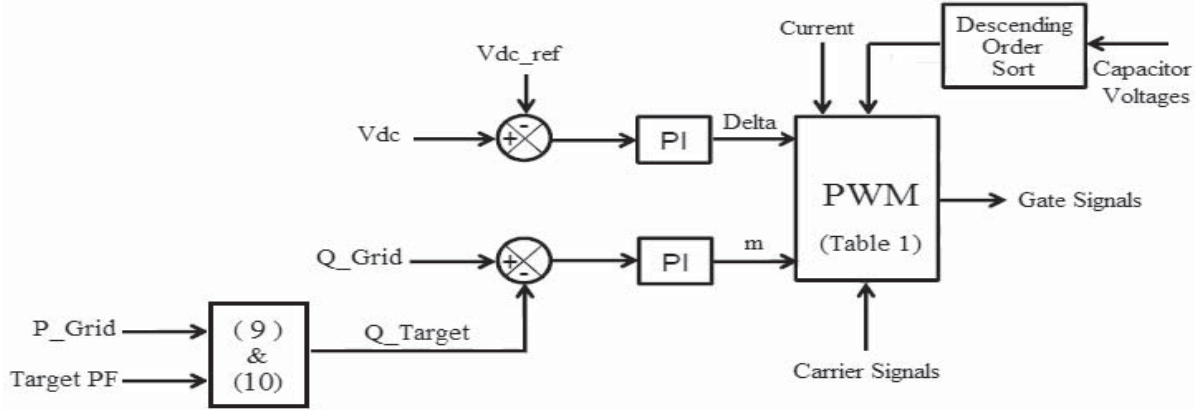 Descending
Order
Sort
Current
Capacitor
Voltages
Vdc_ref
Vdc
+
-
PI
Delta
PWM
(Table 1)
Gate Signals
Q_Grid
+
-
PI
m
P_Grid
Target PF
( 9 )
&
(10)
Q_Target
Carrier Signals